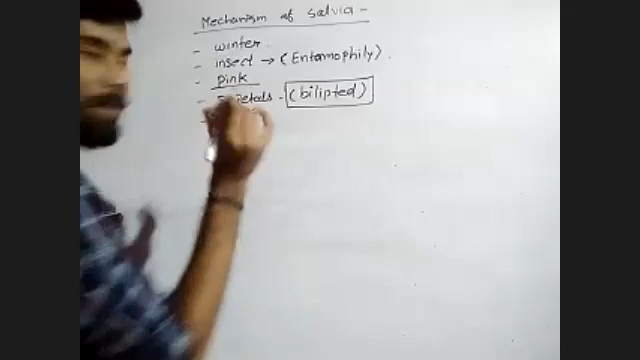 Mechanism of Salvia -
- winter.
- insect → (Entamophily).
- pink
- Petals - (bilipted)